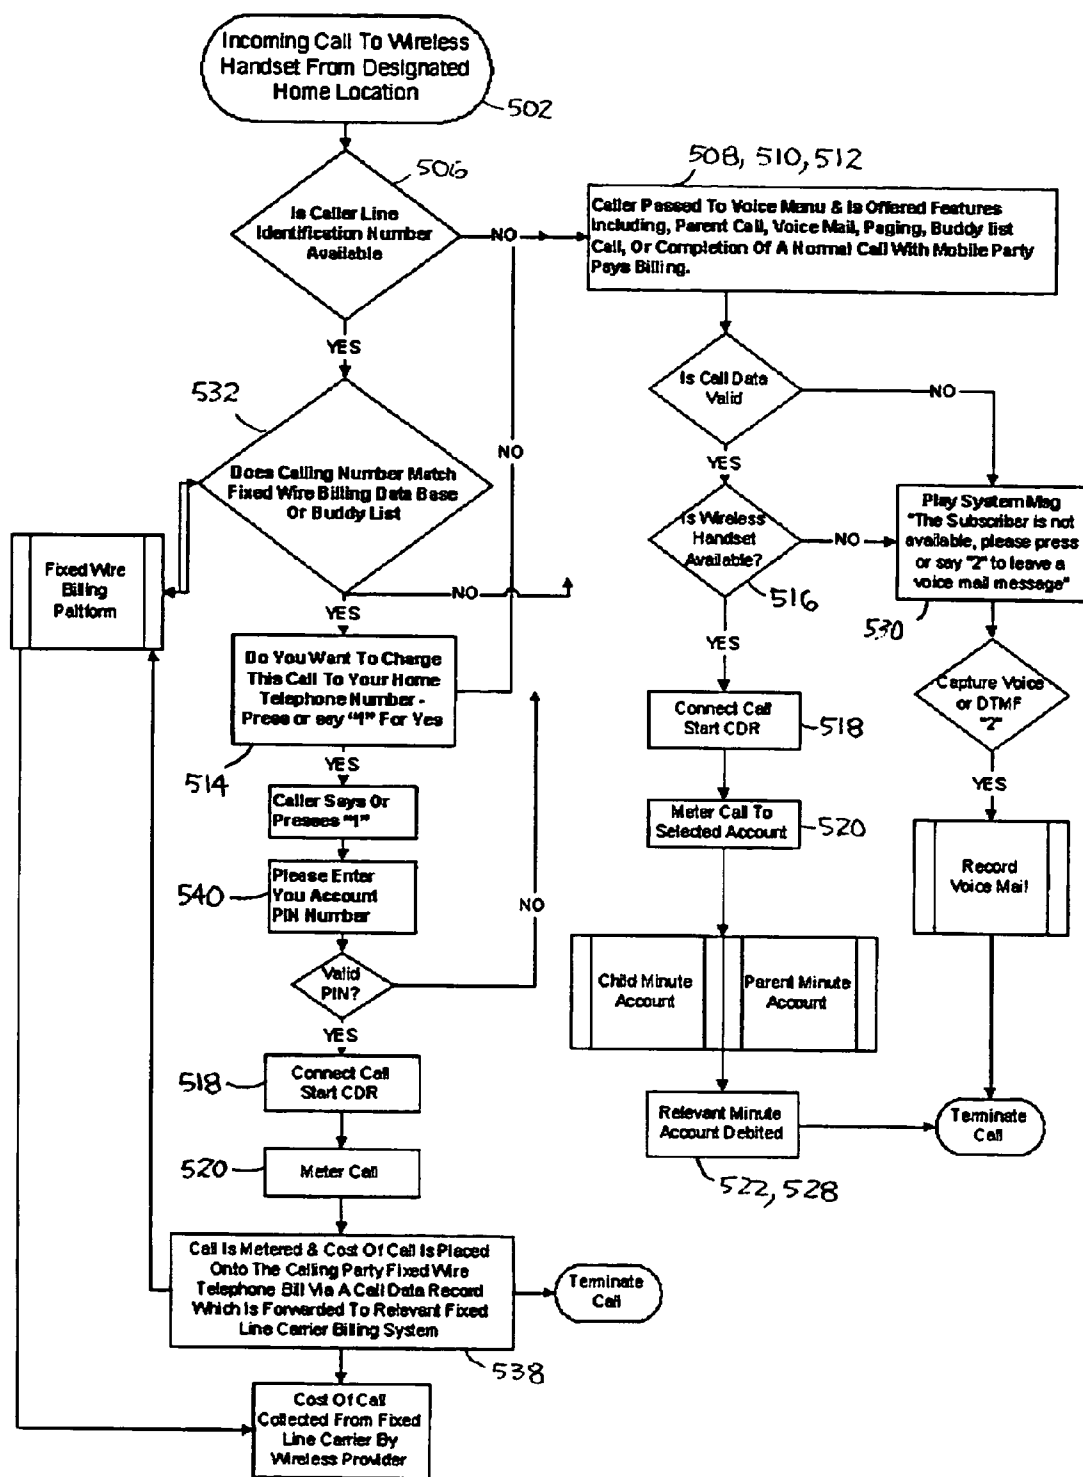 Incoming Call To Wireless
Handset From Designated
Home Location
502
506
Is Caller Line
Identification Number
Available
NO
YES
508, 510, 512
Caller Passed To Voice Menu & Is Offered Features
Including, Parent Call, Voice Mail, Paging, Buddy list
Call, Or Completion Of A Normal Call With Mobile Party
Pays Billing.
532
Does Calling Number Match
Fixed Wire Billing Data Base
Or Buddy List
NO
NO
YES
Fixed Wire
Billing
Paltform
Do You Want To Charge
This Call To Your Home
Telephone Number -
Press or say "1" For Yes
514
YES
Caller Says Or
Presses "1"
540
Please Enter
You Account
PIN Number
NO
Valid
PIN?
YES
518
Connect Call
Start CDR
520
Meter Call
Call Is Metered & Cost Of Call Is Placed
Onto The Calling Party Fixed Wire
Telephone Bill Via A Call Data Record
Which Is Forwarded To Relevant Fixed
Line Carrier Billing System
538
Terminate
Call
Cost Of Call
Collected From Fixed
Line Carrier By
Wireless Provider
Is Call Data
Valid
NO
YES
Is Wireless
Handset
Available?
516
NO
YES
Play System Msg
"The Subscriber is not
available, please press
or say "2" to leave a
voice mail message"
530
Connect Call
Start CDR
518
Capture Voice
or DTMF
"2"
YES
Meter Call To
Selected Account
520
Record
Voice Mail
Child Minute
Account
Parent Minute
Account
Relevant Minute
Account Debited
522, 528
Terminate
Call